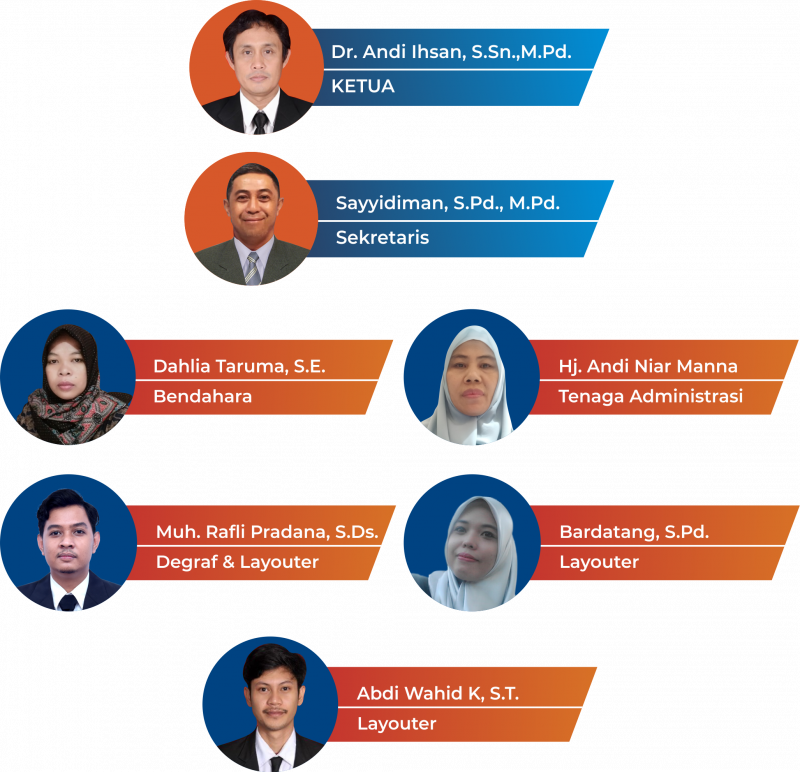 Dr. Andi Ihsan, S.Sn.,M.Pd.
KETUA
Sayyidiman, S.Pd., M.Pd.
Sekretaris
Dahlia Taruma, S.E.
Bendahara
Hj. Andi Niar Manna
Tenaga Administrasi
Muh. Rafli Pradana, S.Ds.
Degraf & Layouter
Bardatang, S.Pd.
Layouter
Abdi Wahid K, S.T.
Layouter